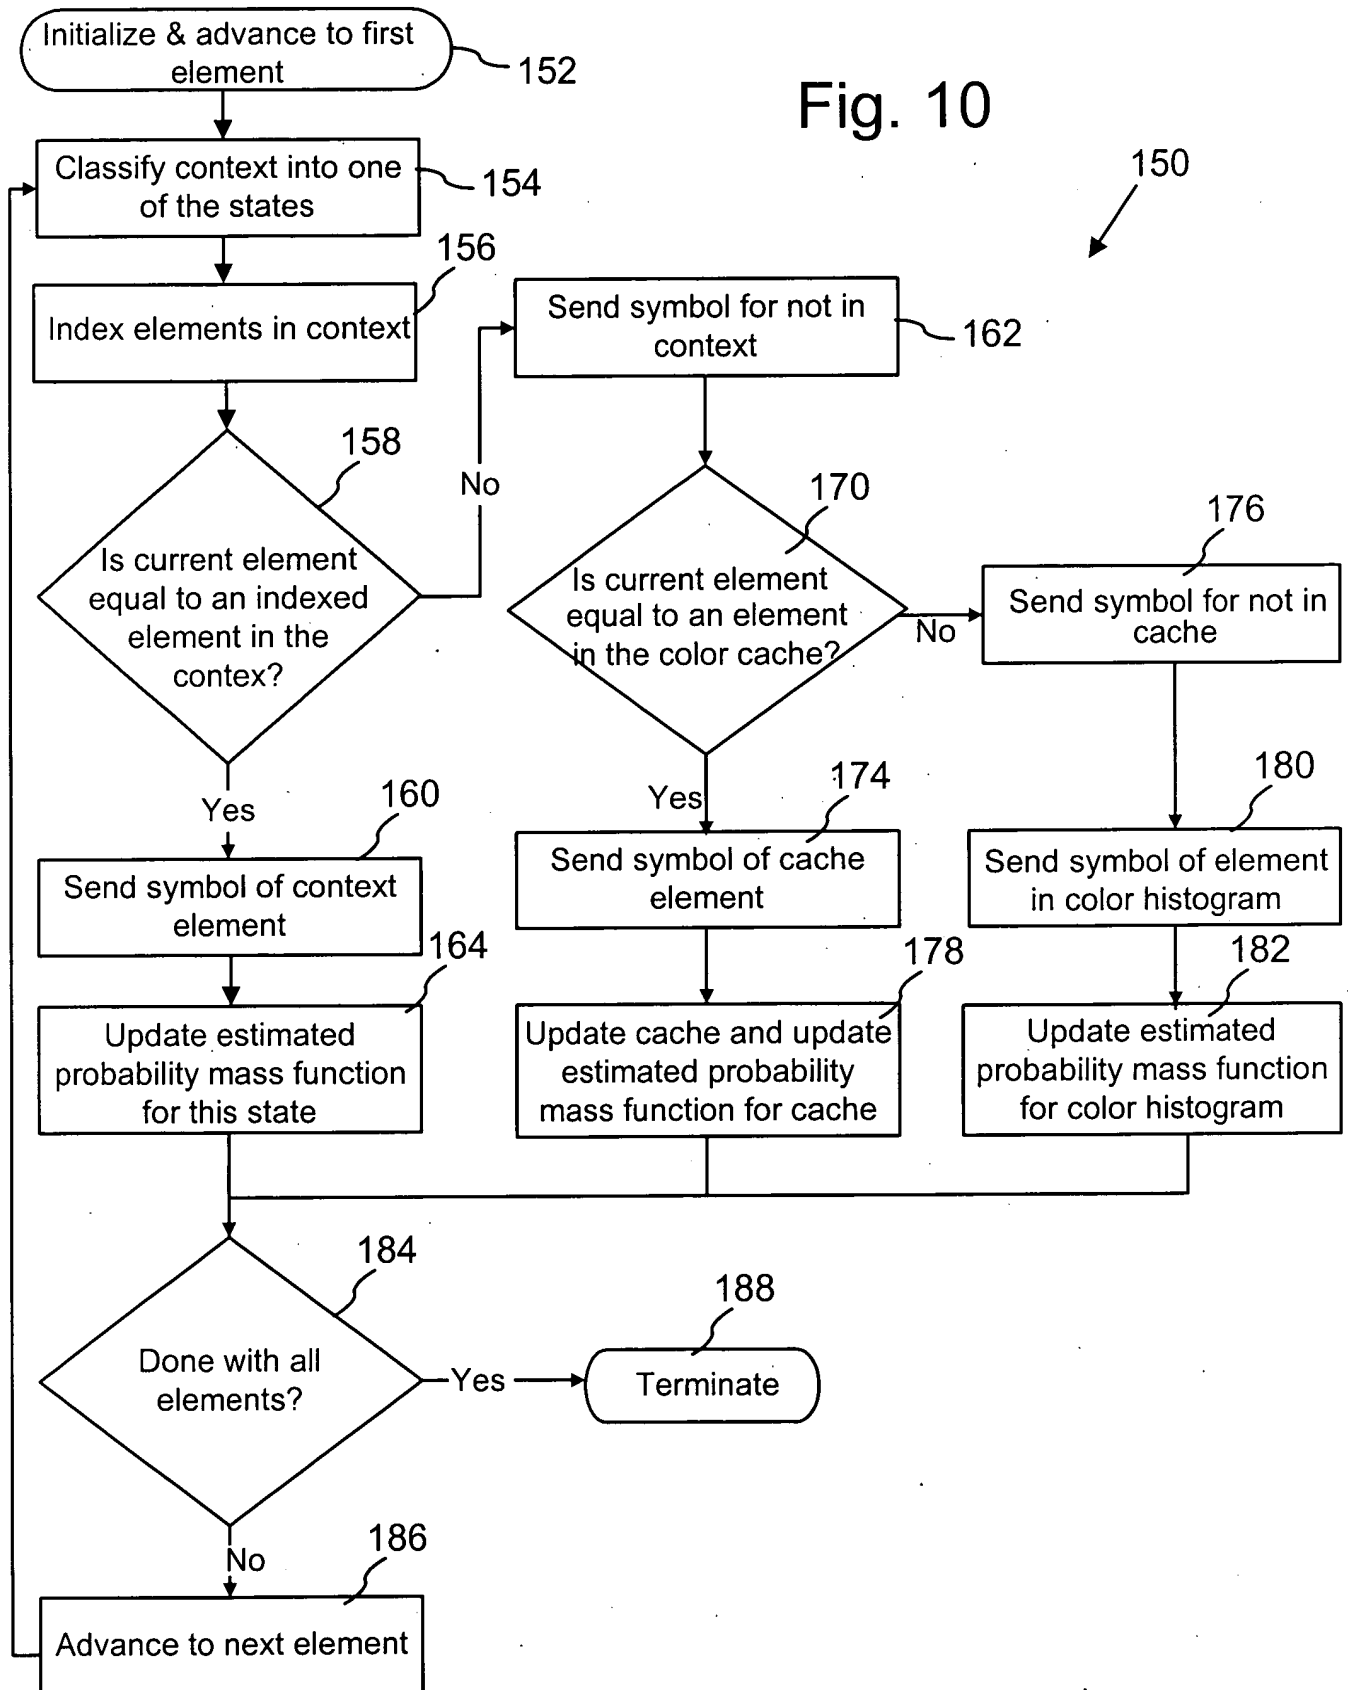 Initialize & advance to first
element
152
Fig. 10
150
Classify context into one
of the states
154
156
Index elements in context
Send symbol for not in
context
162
158
No
Is current element
equal to an indexed
element in the
contex?
170
Is current element
equal to an element
in the color cache?
No
176
Send symbol for not in
cache
Yes
160
Send symbol of context
element
Yes
174
Send symbol of cache
element
180
Send symbol of element
in color histogram
164
Update estimated
probability mass function
for this state
178
Update cache and update
estimated probability
mass function for cache
182
Update estimated
probability mass function
for color histogram
184
Done with all
elements?
Yes
188
Terminate
No
186
Advance to next element